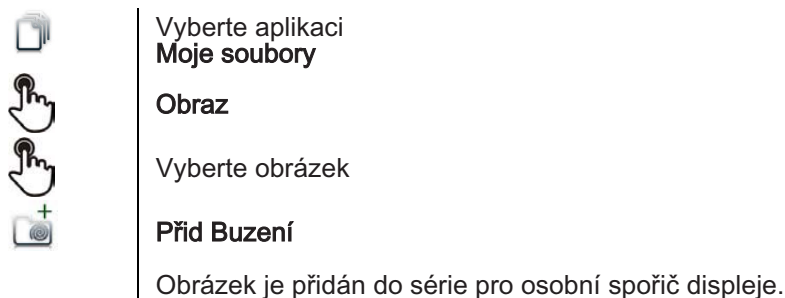 Vyberte aplikaci
Moje soubory
Obraz
Vyberte obrázek
Přid Buzení
Obrázek je přidán do série pro osobní spořič displeje.